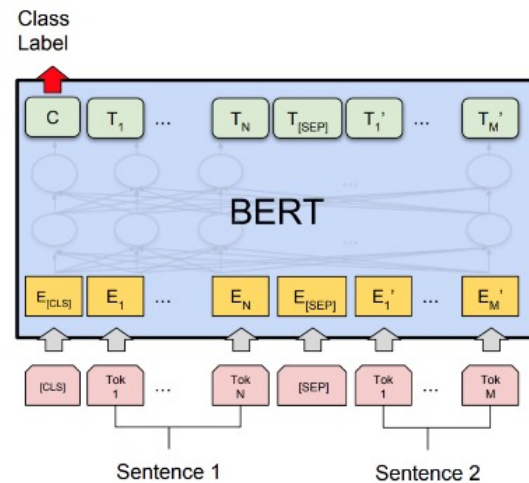 Class
Label
C T1 ... TN T[SEP] T1' ... TM'
...
BERT
...
E[CLS] E1 ... EN E[SEP] E1' ... EM'
[CLS] Tok 1 ... Tok N [SEP] Tok 1 ... Tok M
Sentence 1 Sentence 2